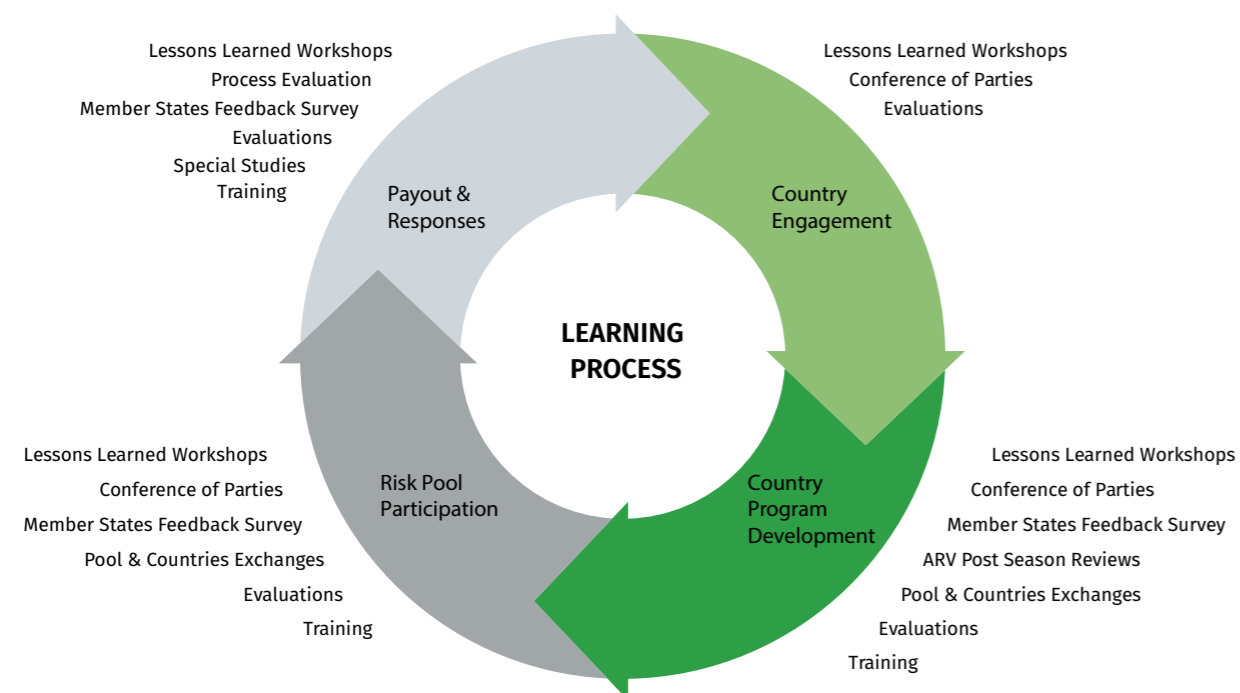 Lessons Learned Workshops
Process Evaluation
Member States Feedback Survey
Evaluations
Special Studies
Training
Lessons Learned Workshops
Conference of Parties
Evaluations
Payout &
Responses
Country
Engagement
LEARNING
PROCESS
Risk Pool
Participation
Country
Program
Development
Lessons Learned Workshops
Conference of Parties
Member States Feedback Survey
Pool & Countries Exchanges
Evaluations
Training
Lessons Learned Workshops
Conference of Parties
Member States Feedback Survey
ARV Post Season Reviews
Pool & Countries Exchanges
Evaluations
Training